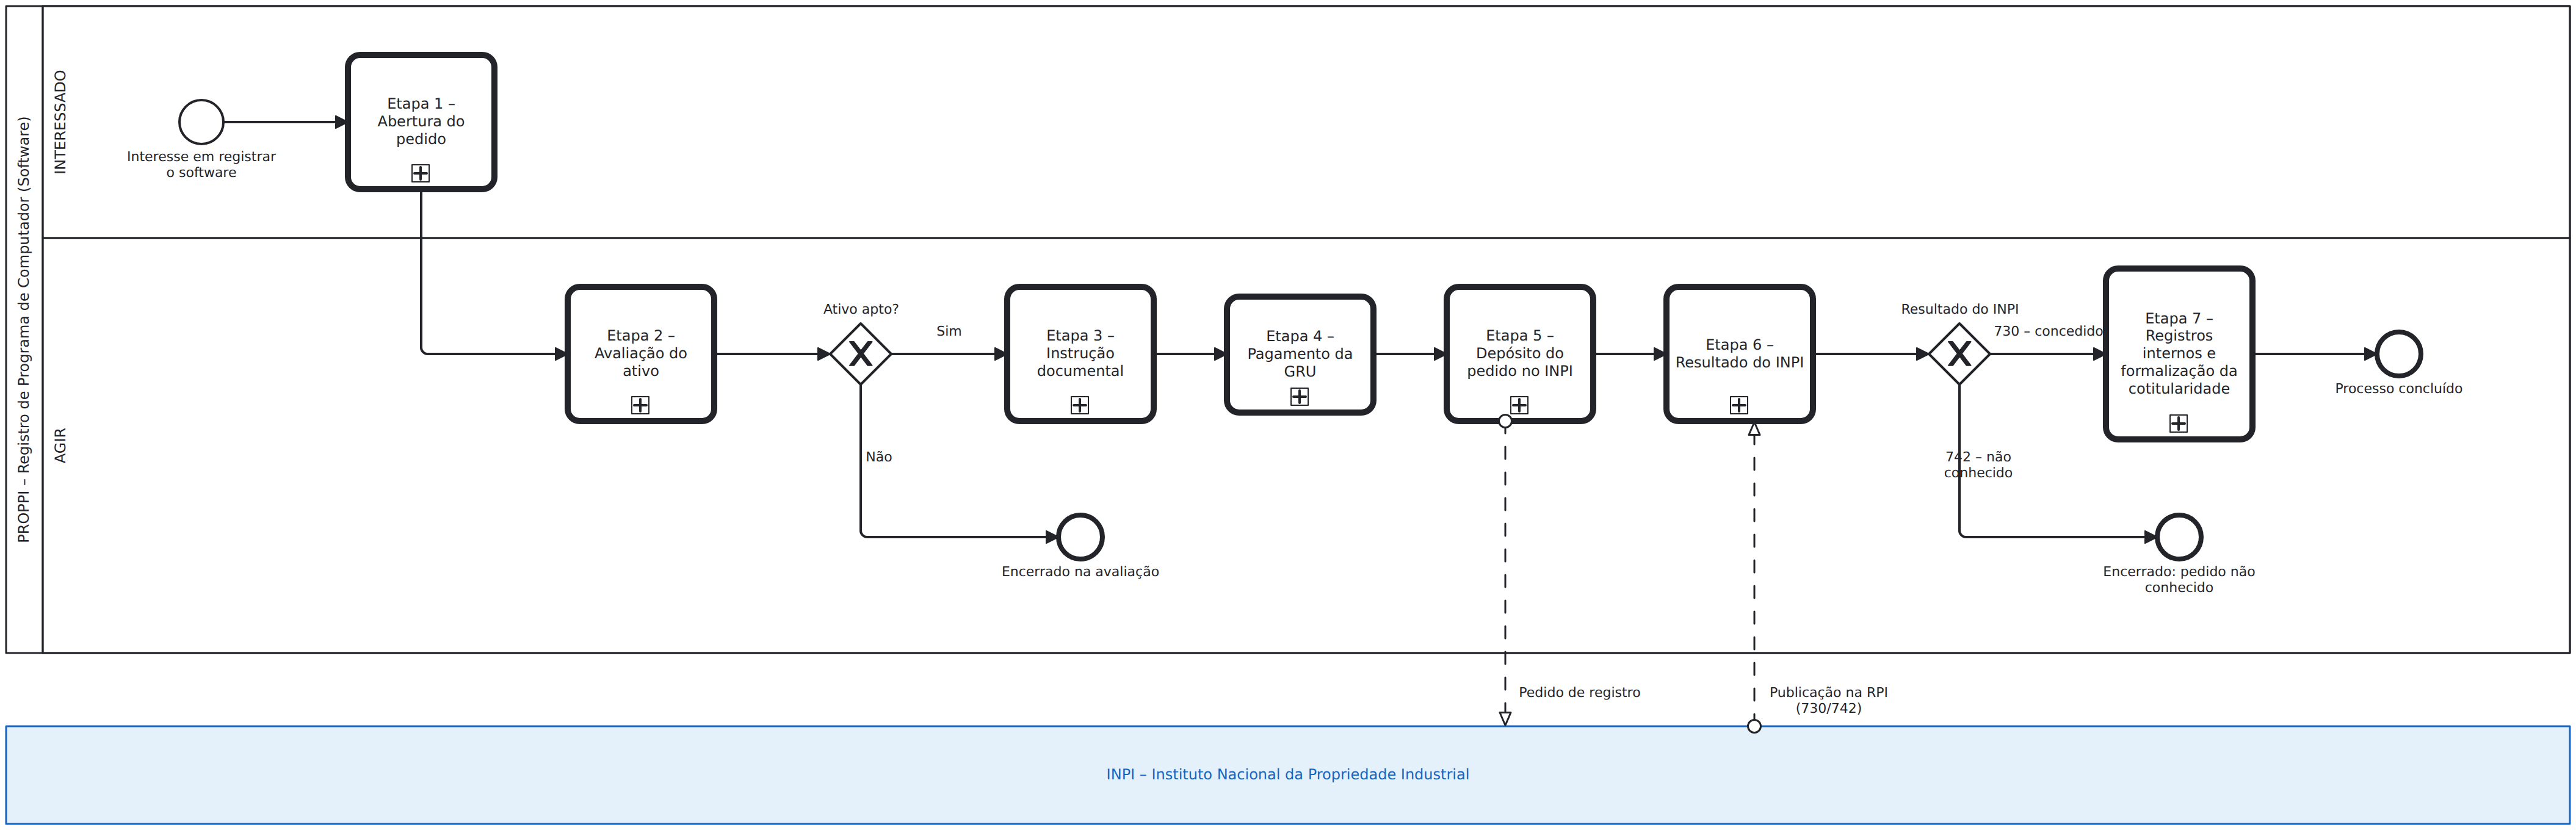 PROPPI – Registro de Programa de Computador (Software)
INTERESSADO
Interesse em registrar
o software
Etapa 1 –
Abertura do
pedido
AGIR
Etapa 2 –
Avaliação do
ativo
Ativo apto?
Sim
Não
Encerrado na avaliação
Etapa 3 –
Instrução
documental
Etapa 4 –
Pagamento da
GRU
Etapa 5 –
Depósito do
pedido no INPI
Etapa 6 –
Resultado do INPI
Resultado do INPI
730 – concedido
742 – não
conhecido
Etapa 7 –
Registros
internos e
formalização da
cotitularidade
Processo concluído
Encerrado: pedido não
conhecido
Pedido de registro
Publicação na RPI
(730/742)
INPI – Instituto Nacional da Propriedade Industrial